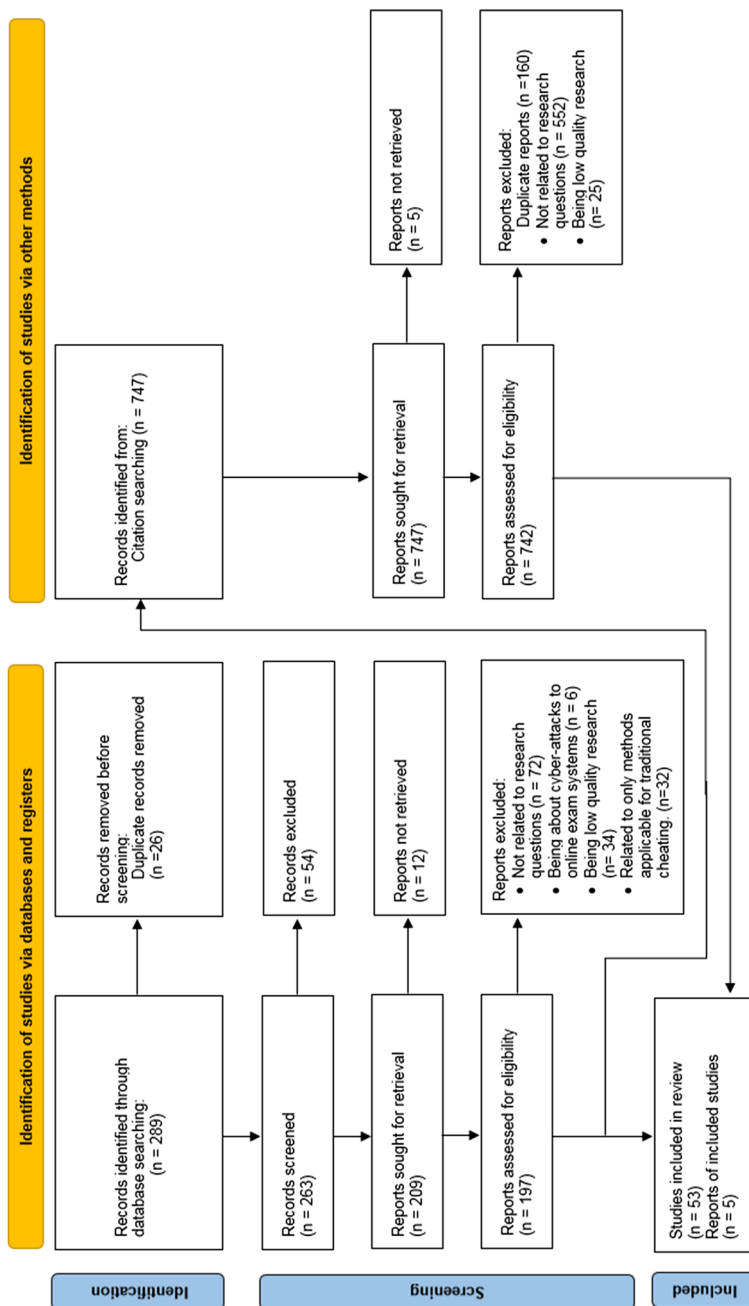 Identification of studies via databases and registers
Identification of studies via other methods
Identification
Records identified through
database searching:
(n = 289)
Records removed before
screening:
Duplicate records removed
(n =26)
Records identified from:
Citation searching (n = 747)
Screening
Records screened
(n = 263)
Records excluded
(n = 54)
Reports sought for retrieval
(n = 209)
Reports not retrieved
(n = 12)
Reports sought for retrieval
(n = 747)
Reports not retrieved
(n = 5)
Reports assessed for eligibility
(n = 197)
Reports excluded:
• Not related to research
questions (n = 72)
• Being about cyber-attacks to
online exam systems (n = 6)
• Being low quality research
(n= 34)
• Related to only methods
applicable for traditional
cheating. (n=32)
Reports assessed for eligibility
(n = 742)
Reports excluded:
Duplicate reports (n =160)
• Not related to research
questions (n = 552)
• Being low quality research
(n= 25)
Included
Studies included in review
(n = 53)
Reports of included studies
(n = 5)